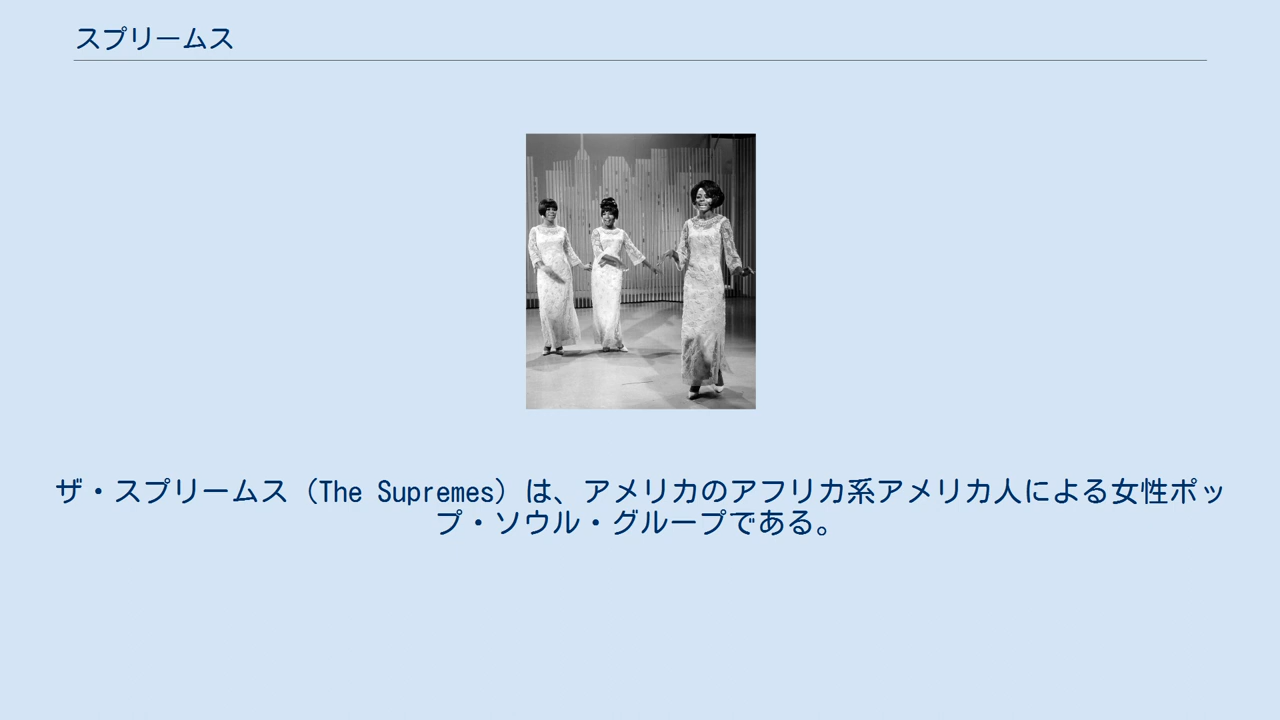 スプリームス
ザ・スプリームス（The Supremes）は、アメリカのアフリカ系アメリカ人による女性ポッ
プ・ソウル・グループである。